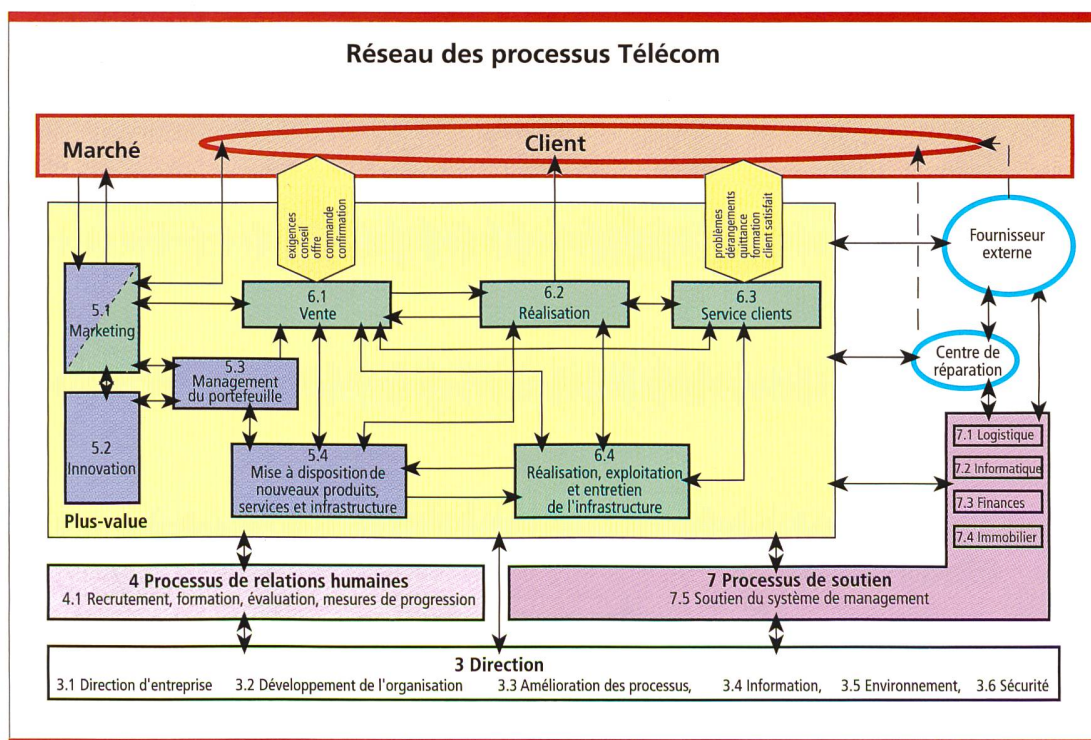 Réseau des processus Télécom
Marché
Client
exigences
conseil
offre
commande
confirmation
problèmes
dérangements
quittance
formation
client satisfait
Fournisseur
externe
5.1
Marketing
6.1
Vente
6.2
Réalisation
6.3
Service clients
Centre de
réparation
5.3
Management
du portefeuille
5.2
Innovation
5.4
Mise à disposition de
nouveaux produits,
services et infrastructure
6.4
Réalisation, exploitation
et entretien
de l'infrastructure
7.1 Logistique
7.2 Informatique
7.3 Finances
7.4 Immobilier
Plus-value
4 Processus de relations humaines
4.1 Recrutement, formation, évaluation, mesures de progression
7 Processus de soutien
7.5 Soutien du système de management
3 Direction
3.1 Direction d'entreprise 3.2 Développement de l'organisation 3.3 Amélioration des processus, 3.4 Information, 3.5 Environnement, 3.6 Sécurité